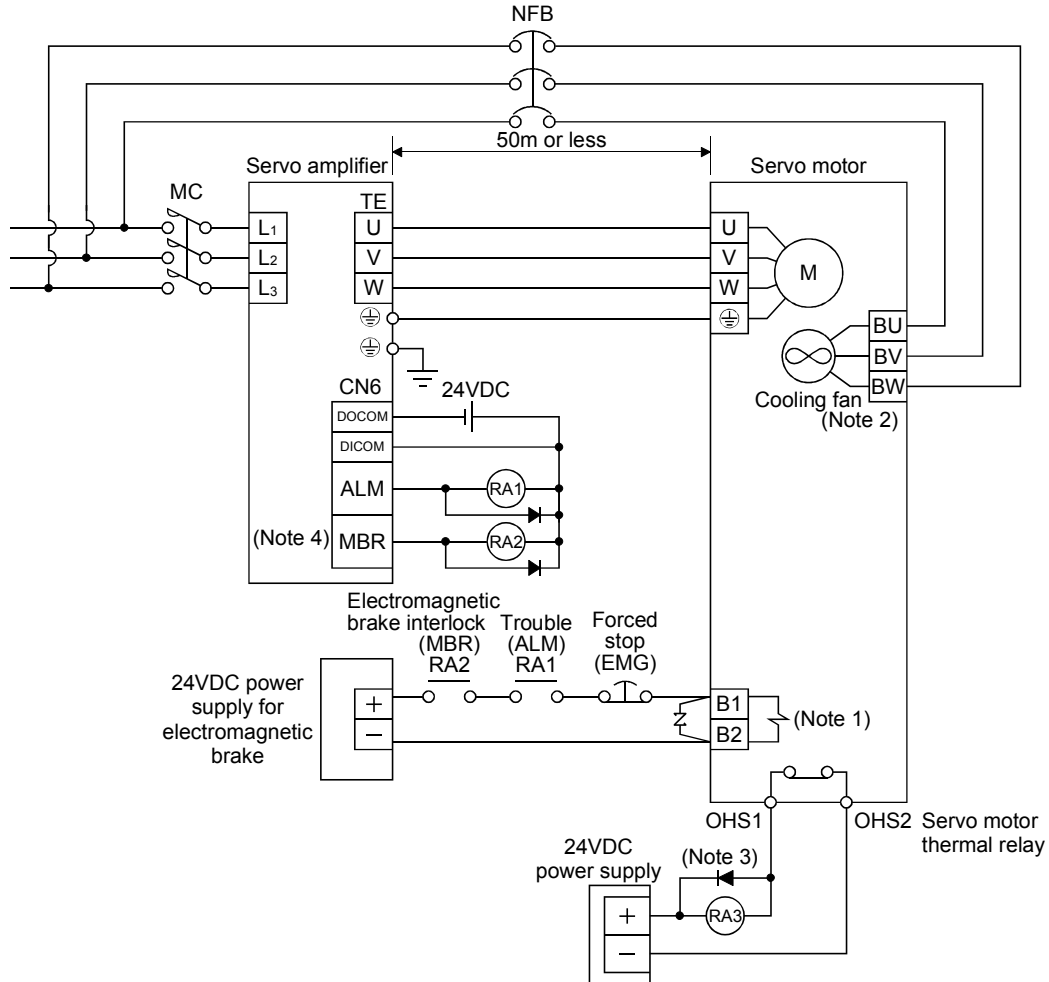 NFB
50m or less
Servo amplifier
Servo motor
MC
TE
L1
L2
L3
U
V
W
U
V
W
M
BU
BV
BW
Cooling fan
(Note 2)
CN6
24VDC
DOCOM
DICOM
ALM
RA1
(Note 4)
MBR
RA2
Electromagnetic
brake interlock
(MBR)
RA2
Trouble
(ALM)
RA1
Forced
stop
(EMG)
24VDC power
supply for
electromagnetic
brake
+
−
B1
B2
(Note 1)
OHS1
OHS2
Servo motor
thermal relay
24VDC
power supply
(Note 3)
+
−
RA3